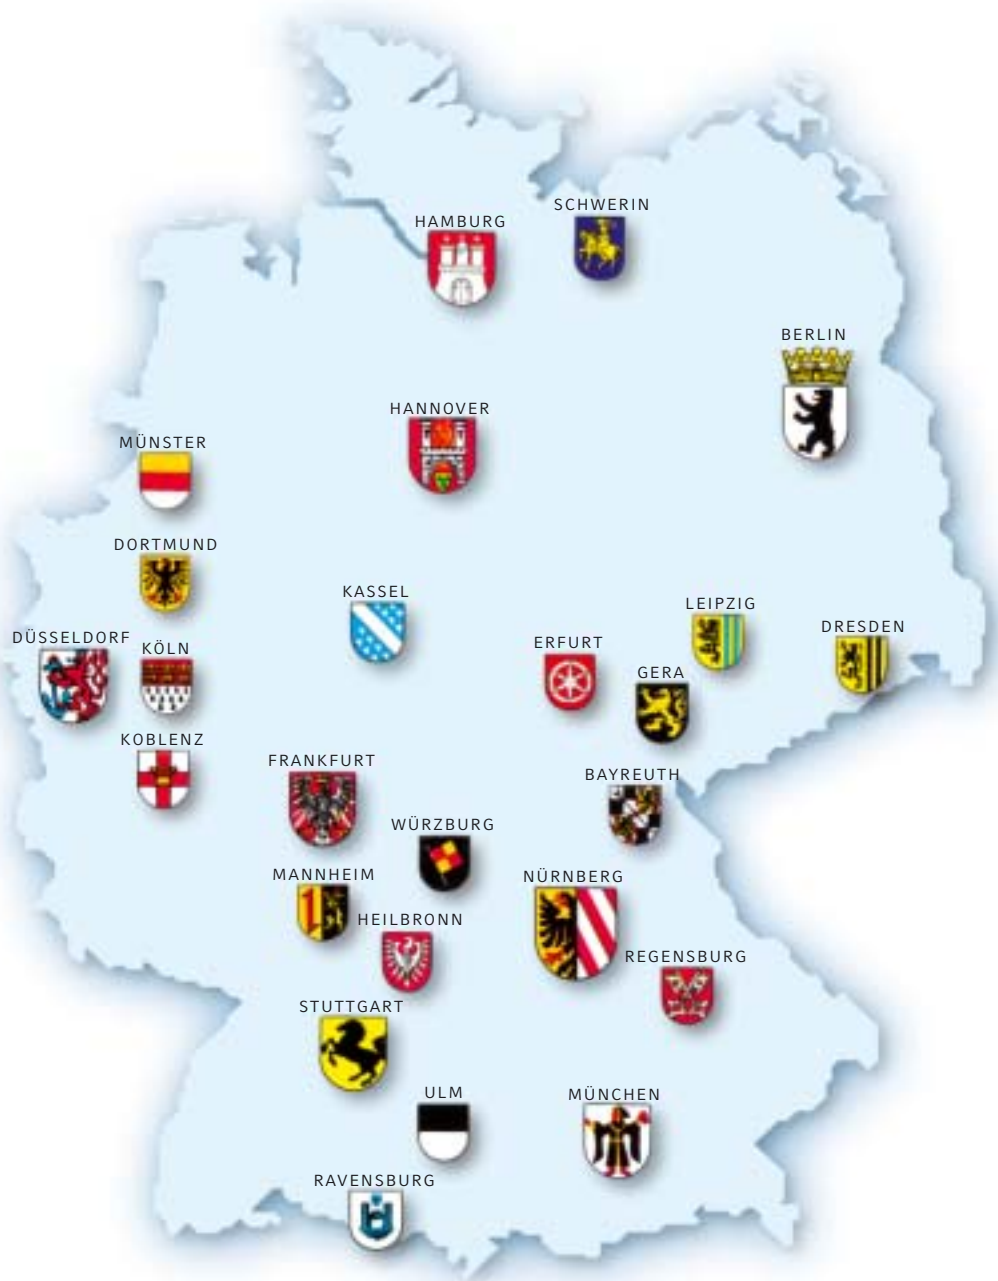 SCHWERIN
HAMBURG
BERLIN
HANNOVER
MÜNSTER
DORTMUND
KASSEL
LEIPZIG
DRESDEN
DÜSSELDORF
KÖLN
ERFURT
GERA
KOBLENZ
FRANKFURT
BAYREUTH
WÜRZBURG
MANNHEIM
NÜRNBERG
HEILBRONN
REGENSBURG
STUTTGART
ULM
MÜNCHEN
RAVENSBURG